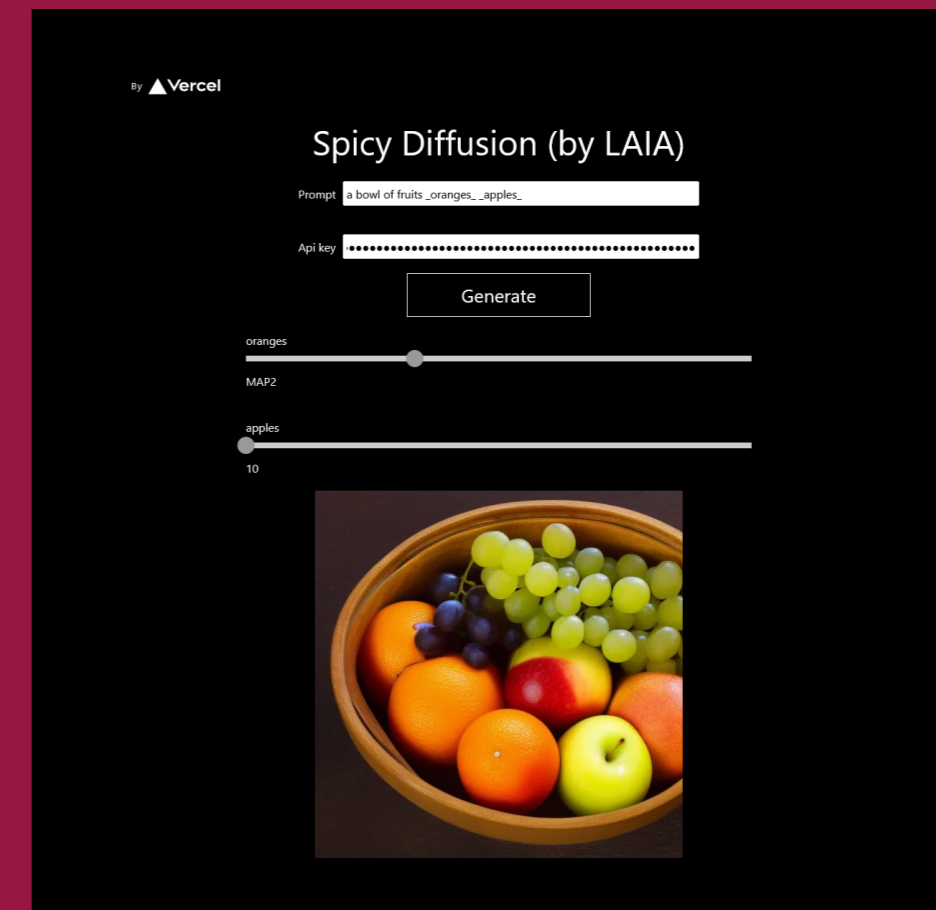 By Vercel
Spicy Diffusion (by LAIA)
Prompt a bowl of fruits _oranges_ _apples_
Api key
Generate
oranges
MAP2
apples
10